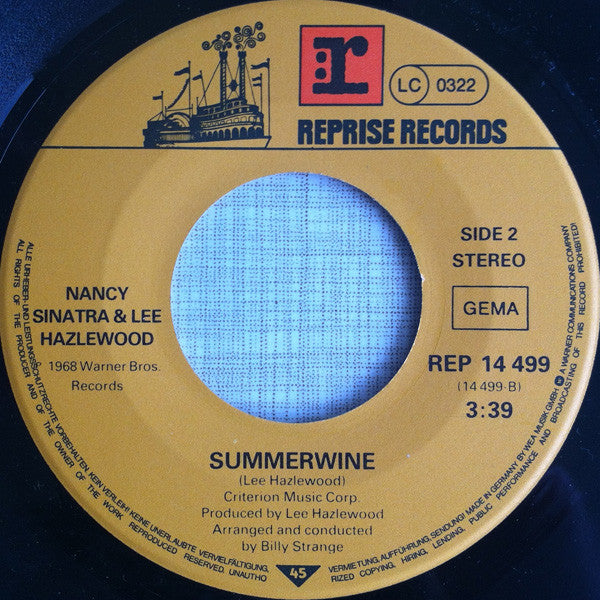 r
LC 0322
REPRISE RECORDS
SIDE 2
STEREO
GEMA
REP 14 499
(14 499-B)
3:39
NANCY
SINATRA & LEE
HAZLEWOOD
1968 Warner Bros.
Records
SUMMERWINE
(Lee Hazlewood)
Criterion Music Corp.
Produced by Lee Hazlewood
Arranged and conducted
by Billy Strange
45
ALLE URHEBER- UND LEISTUNGSSCHUTZRECHTE VORBEHALTEN. KEIN VERLEIH! KEINE UNERLAUBTE VERVIELFÄLTIGUNG, VERMIETUNG, AUFFÜHRUNG, SENDUNG! MADE IN GERMANY BY WEA MUSIK GMBH A WARNER COMMUNICATIONS COMPANY
ALL RIGHTS OF THE PRODUCER AND OF THE OWNER OF THE WORK REPRODUCED RESERVED. UNAUTHORIZED COPYING, HIRING, LENDING, PUBLIC PERFORMANCE AND BROADCASTING OF THIS RECORD PROHIBITED!